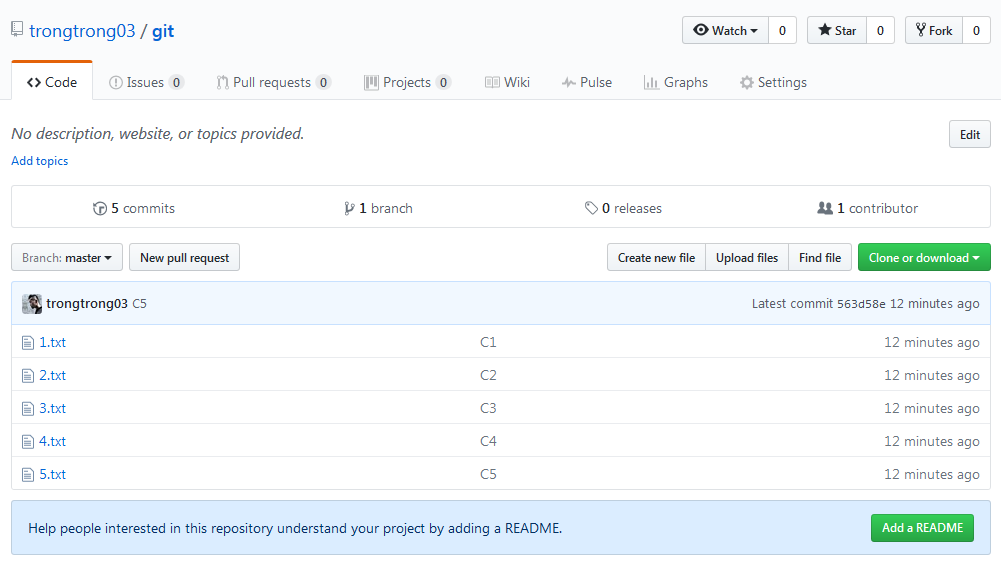 trongtrong03 / git Watch 0 Star 0 Fork 0
Code Issues 0 Pull requests 0 Projects 0 Wiki Pulse Graphs Settings
No description, website, or topics provided. Edit
Add topics
5 commits 1 branch 0 releases 1 contributor
Branch: master New pull request Create new file Upload files Find file Clone or download
trongtrong03 C5 Latest commit 563d58e 12 minutes ago
1.txt C1 12 minutes ago
2.txt C2 12 minutes ago
3.txt C3 12 minutes ago
4.txt C4 12 minutes ago
5.txt C5 12 minutes ago
Help people interested in this repository understand your project by adding a README. Add a README